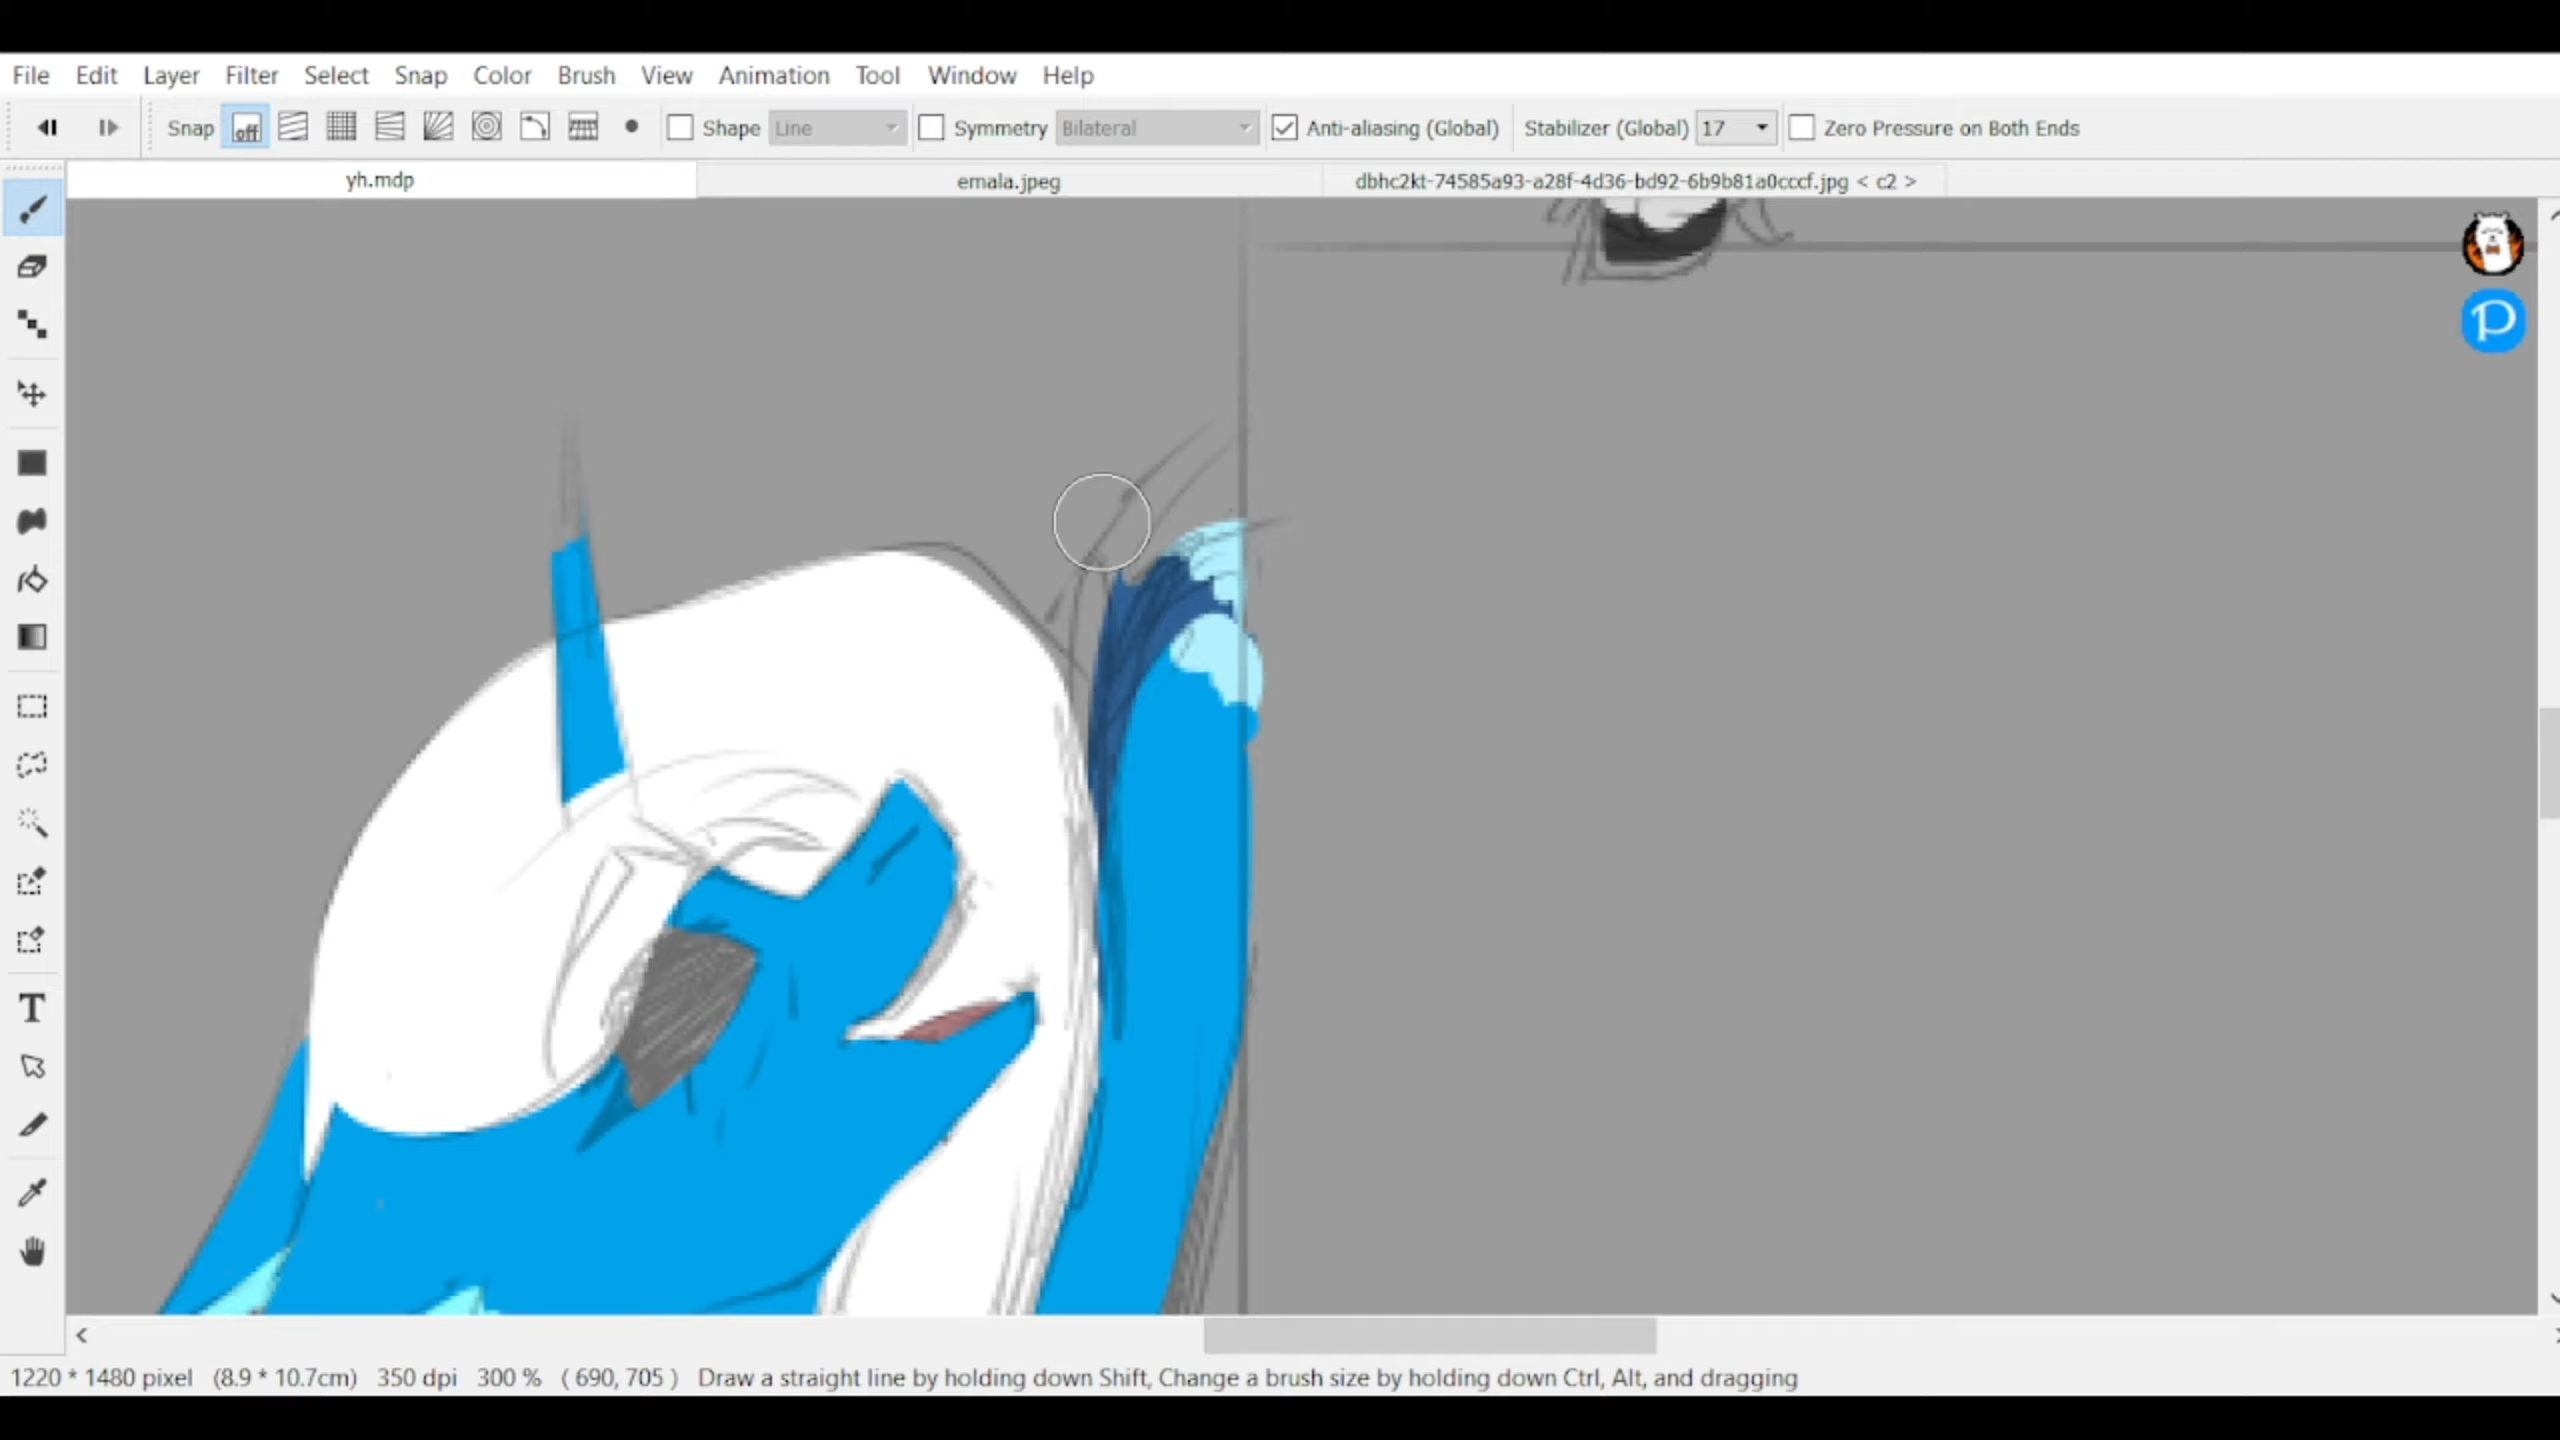 File Edit Layer Filter Select Snap Color Brush View Animation Tool Window Help
Snap off Shape Line Symmetry Bilateral Anti-aliasing (Global) Stabilizer (Global) 17 Zero Pressure on Both Ends
yh.mdp emala.jpeg dbhc2kt-74585a93-a28f-4d36-bd92-6b9b81a0cccf.jpg < c2 >
P
T
1220 * 1480 pixel (8.9 * 10.7cm) 350 dpi 300 % ( 690, 705 ) Draw a straight line by holding down Shift, Change a brush size by holding down Ctrl, Alt, and dragging